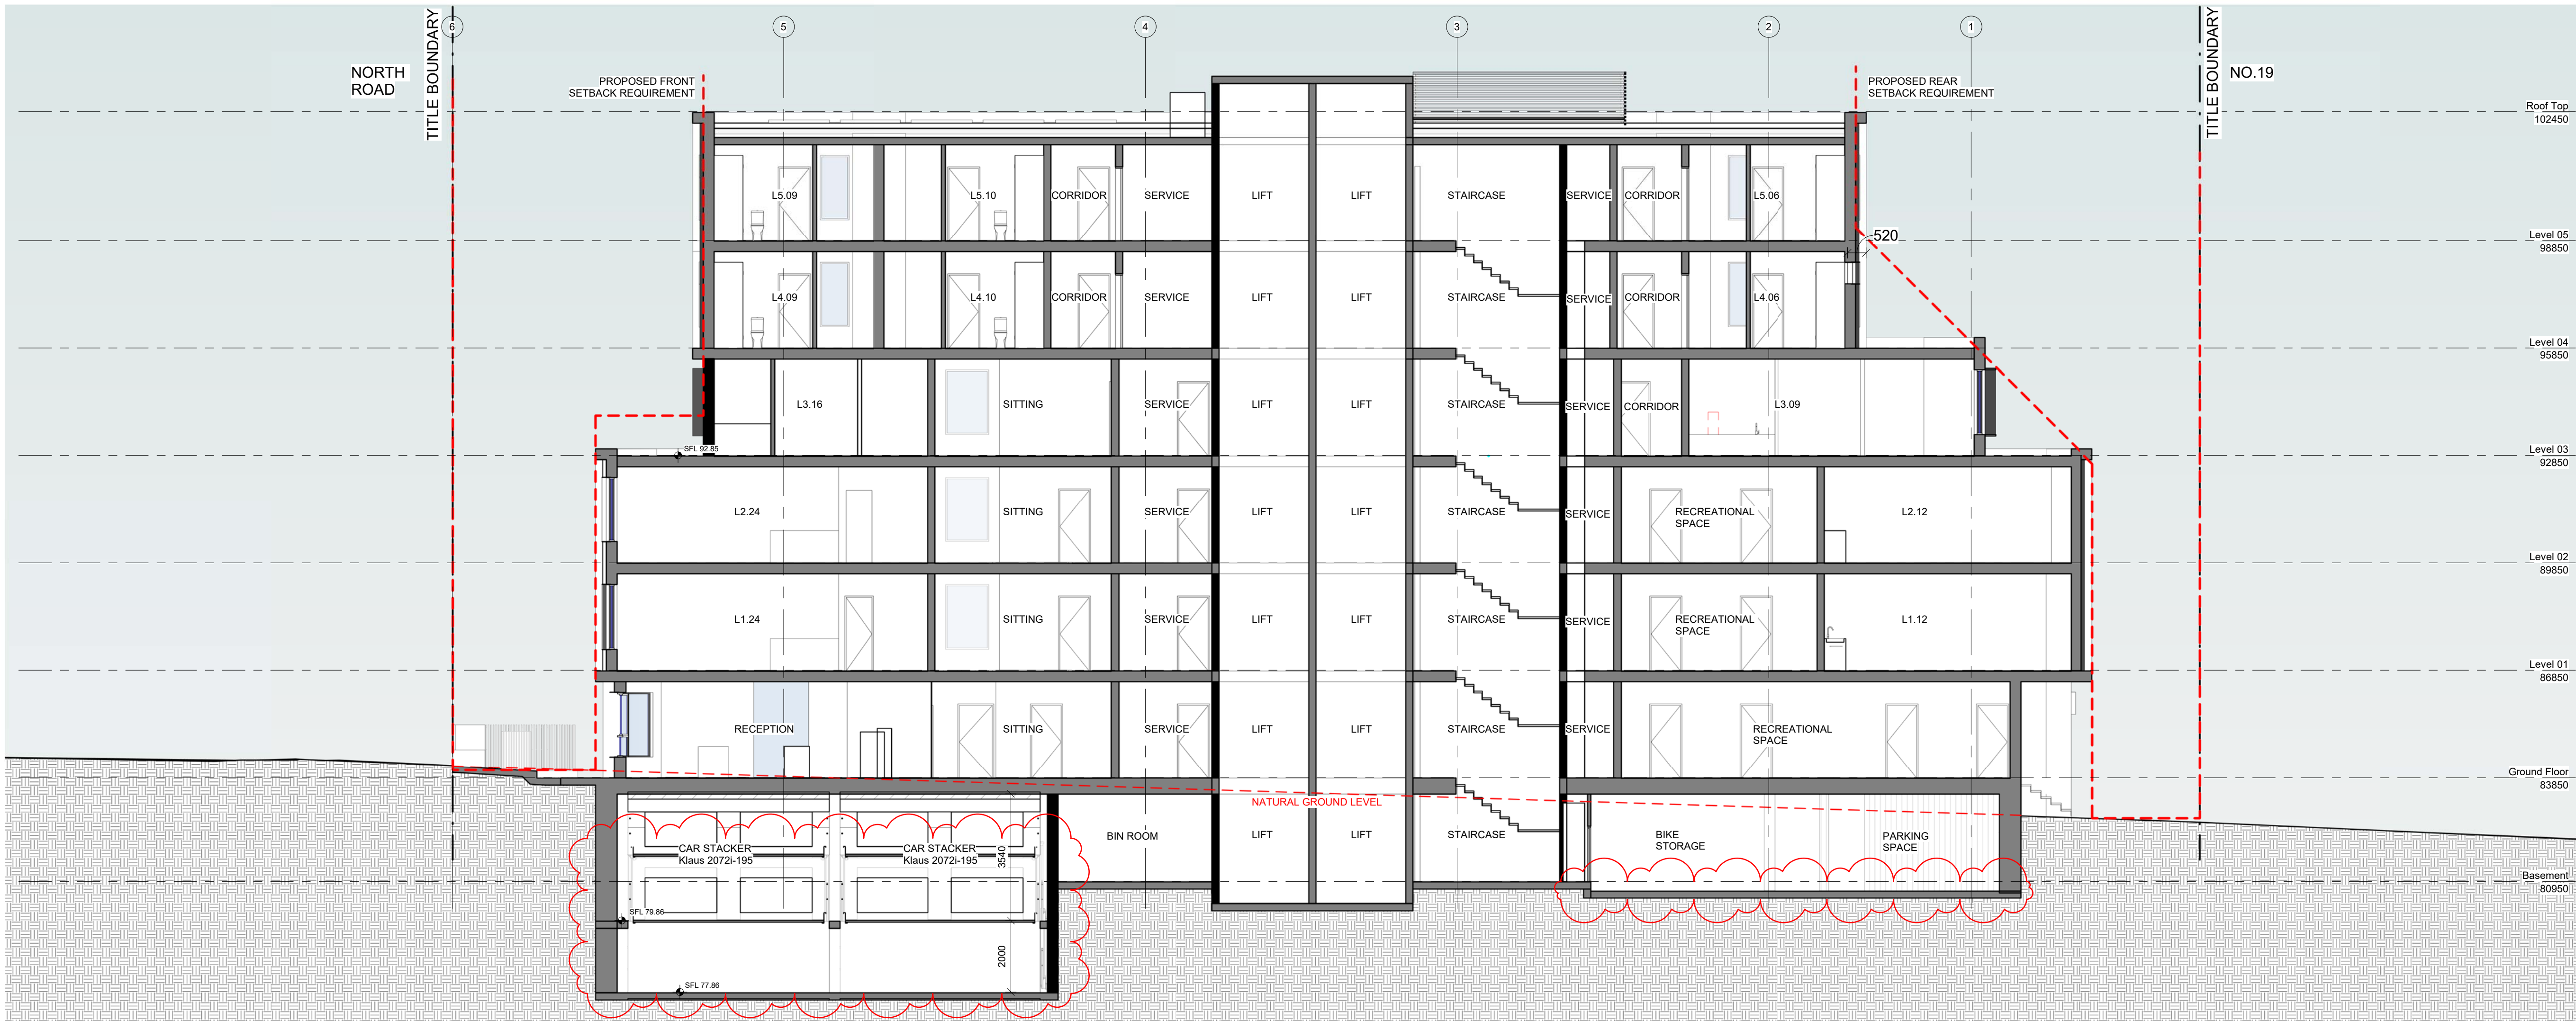 6
5
4
3
2
1
TITLE BOUNDARY
TITLE BOUNDARY
NORTH
ROAD
NO.19
PROPOSED FRONT
SETBACK REQUIREMENT
PROPOSED REAR
SETBACK REQUIREMENT
Roof Top
102450
L5.09
L5.10
CORRIDOR
SERVICE
LIFT
LIFT
STAIRCASE
SERVICE
CORRIDOR
L5.06
520
Level 05
98850
L4.09
L4.10
CORRIDOR
SERVICE
LIFT
LIFT
STAIRCASE
SERVICE
CORRIDOR
L4.06
Level 04
95850
L3.16
SITTING
SERVICE
LIFT
LIFT
STAIRCASE
SERVICE
CORRIDOR
L3.09
SFL 92.85
Level 03
92850
L2.24
SITTING
SERVICE
LIFT
LIFT
STAIRCASE
SERVICE
RECREATIONAL
SPACE
L2.12
Level 02
89850
L1.24
SITTING
SERVICE
LIFT
LIFT
STAIRCASE
SERVICE
RECREATIONAL
SPACE
L1.12
Level 01
86850
RECEPTION
SITTING
SERVICE
LIFT
LIFT
STAIRCASE
SERVICE
RECREATIONAL
SPACE
Ground Floor
83850
NATURAL GROUND LEVEL
CAR STACKER
Klaus 2072i-195
CAR STACKER
Klaus 2072i-195
3540
BIN ROOM
LIFT
LIFT
STAIRCASE
BIKE
STORAGE
PARKING
SPACE
Basement
80950
SFL 79.86
2000
SFL 77.86